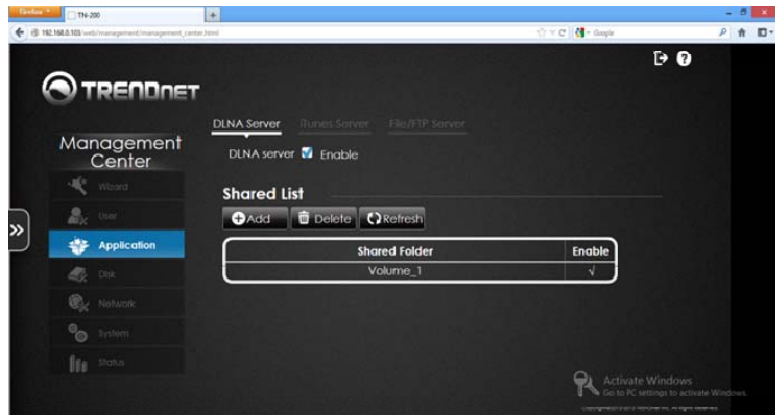 Firefox
TN-200
192.168.0.103/web/management/management_center.html
Google
TRENDNET
DLNA Server iTunes Server File/FTP Server
Management
Center
DLNA server Enable
Wizard
Shared List
User
Add Delete Refresh
Application
Shared Folder Enable
Volume_1 √
Disk
Network
System
Status
Activate Windows
Go to PC settings to activate Windows.